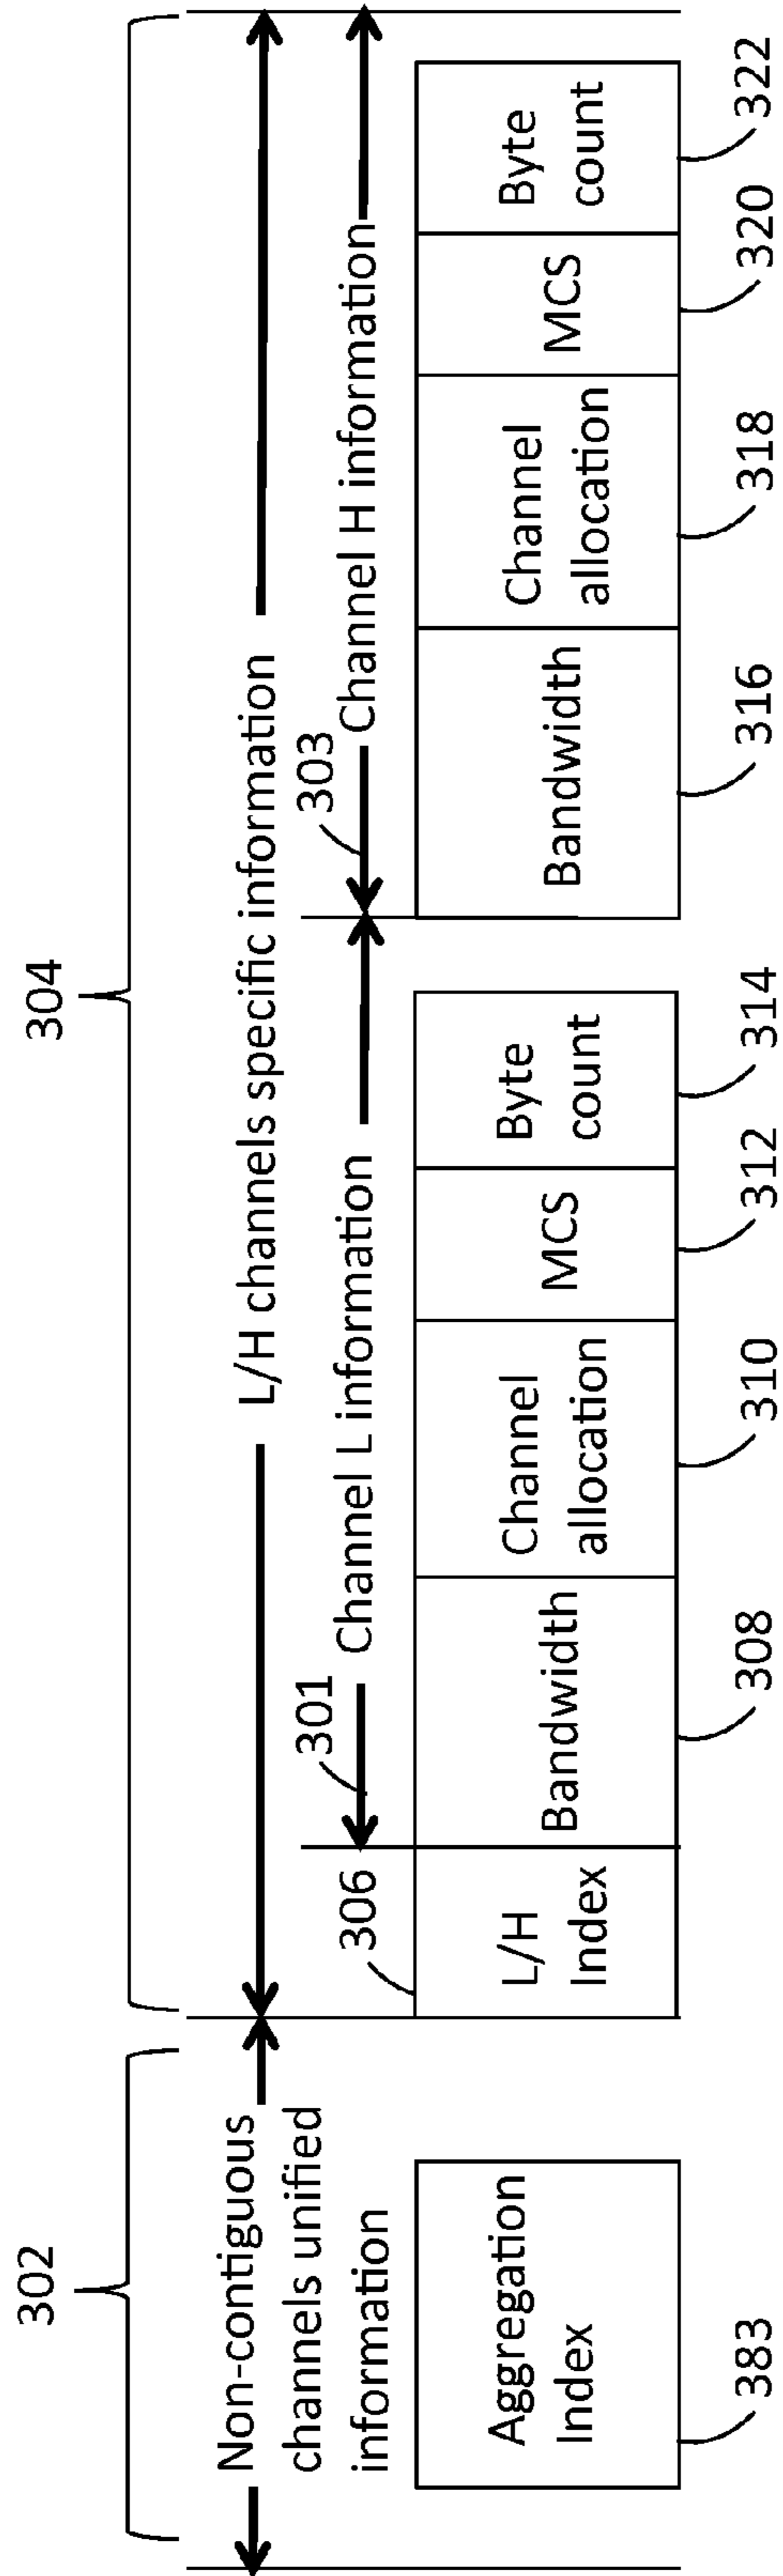 302
304
Non-contiguous
channels unified
information
L/H channels specific information
301
Channel L information
303
Channel H information
306
Aggregation
Index
L/H
Index
Bandwidth
Channel
allocation
MCS
Byte
count
Bandwidth
Channel
allocation
MCS
Byte
count
383
308
310
312
314
316
318
320
322